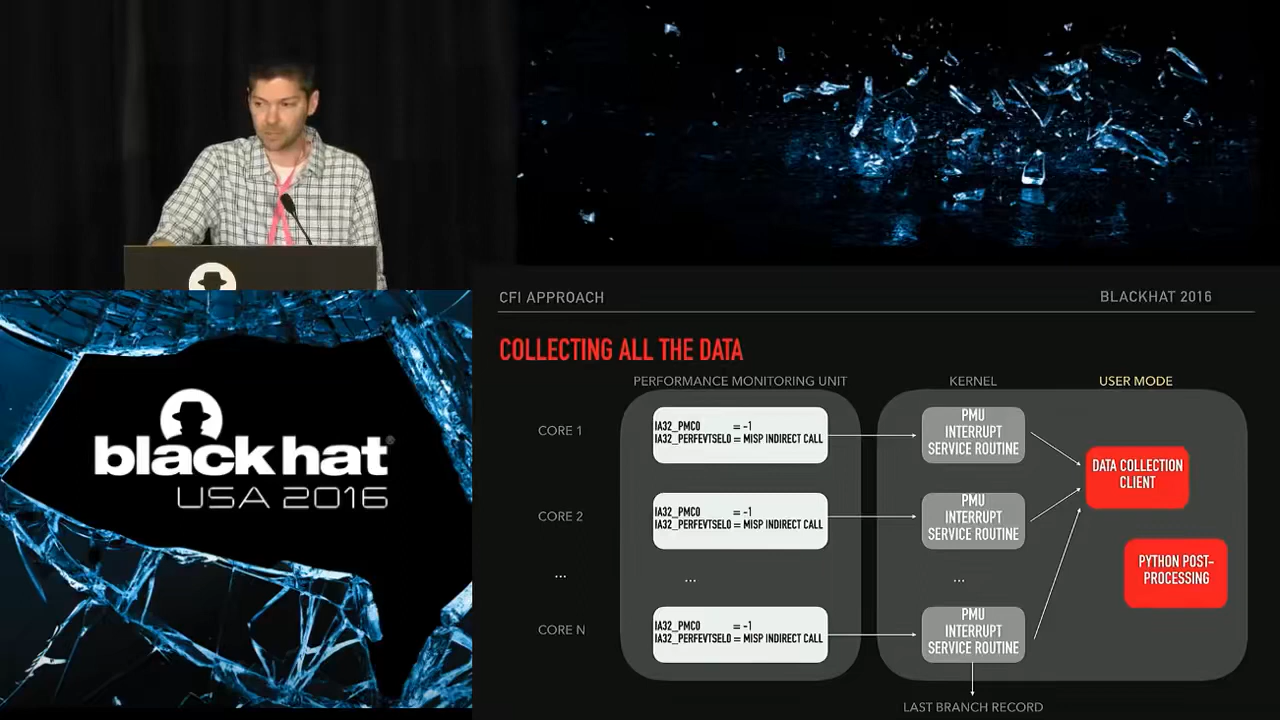 CFI APPROACH
BLACKHAT 2016
COLLECTING ALL THE DATA
PERFORMANCE MONITORING UNIT
KERNEL
USER MODE
CORE 1
IA32_PMC0 = -1
IA32_PERFEVTSEL0 = MISP INDIRECT CALL
PMU
INTERRUPT
SERVICE ROUTINE
DATA COLLECTION
CLIENT
CORE 2
IA32_PMC0 = -1
IA32_PERFEVTSEL0 = MISP INDIRECT CALL
PMU
INTERRUPT
SERVICE ROUTINE
PYTHON POST-
PROCESSING
...
...
...
CORE N
IA32_PMC0 = -1
IA32_PERFEVTSEL0 = MISP INDIRECT CALL
PMU
INTERRUPT
SERVICE ROUTINE
LAST BRANCH RECORD
black hat®
USA 2016